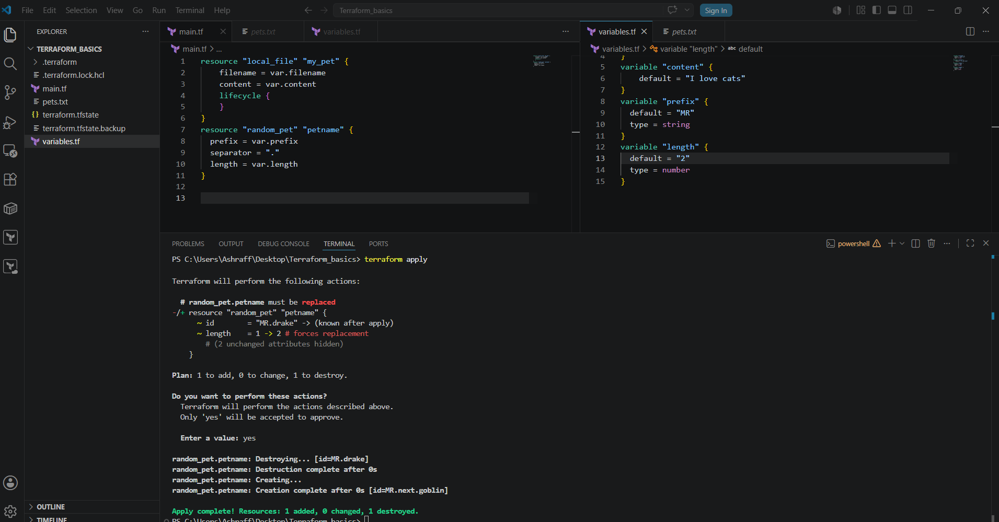 File Edit Selection View Go Run Terminal Help
Terraform_basics
Sign In
EXPLORER
TERRAFORM_BASICS
.terraform
.terraform.lock.hcl
main.tf
pets.txt
terraform.tfstate
terraform.tfstate.backup
variables.tf
OUTLINE
TIMELINE
main.tf pets.txt variables.tf
main.tf > ...
1 resource "local_file" "my_pet" {
2 filename = var.filename
3 content = var.content
4 lifecycle {
5 }
6 }
7 resource "random_pet" "petname" {
8 prefix = var.prefix
9 separator = "."
10 length = var.length
11 }
12
13
variables.tf pets.txt
variables.tf > variable "length" > abc default
4 }
5 variable "content" {
6 default = "I love cats"
7 }
8 variable "prefix" {
9 default = "MR"
10 type = string
11 }
12 variable "length" {
13 default = "2"
14 type = number
15 }
PROBLEMS OUTPUT DEBUG CONSOLE TERMINAL PORTS
powershell
PS C:\Users\Ashraff\Desktop\Terraform_basics> terraform apply
Terraform will perform the following actions:
# random_pet.petname must be replaced
-/+ resource "random_pet" "petname" {
~ id = "MR.drake" -> (known after apply)
~ length = 1 -> 2 # forces replacement
# (2 unchanged attributes hidden)
}
Plan: 1 to add, 0 to change, 1 to destroy.
Do you want to perform these actions?
Terraform will perform the actions described above.
Only 'yes' will be accepted to approve.
Enter a value: yes
random_pet.petname: Destroying... [id=MR.drake]
random_pet.petname: Destruction complete after 0s
random_pet.petname: Creating...
random_pet.petname: Creation complete after 0s [id=MR.next.goblin]
Apply complete! Resources: 1 added, 0 changed, 1 destroyed.
PS C:\Users\Ashraff\Desktop\Terraform_basics>